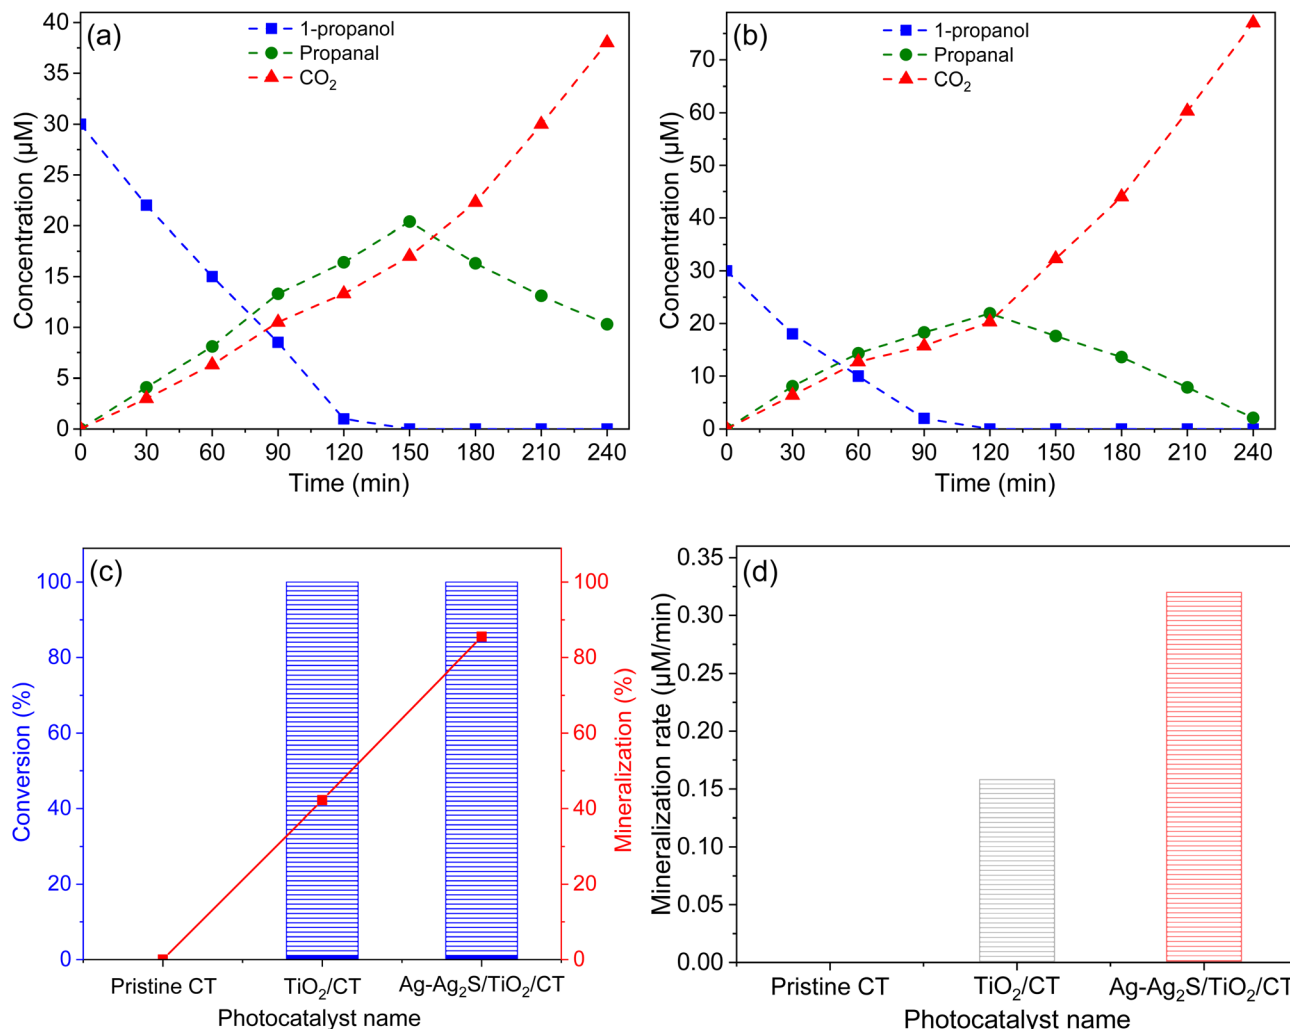 (a)
1-propanol
Propanal
CO₂
Concentration (μM)
40
35
30
25
20
15
10
5
0
0 30 60 90 120 150 180 210 240
Time (min)
(b)
1-propanol
Propanal
CO₂
Concentration (μM)
70
60
50
40
30
20
10
0
0 30 60 90 120 150 180 210 240
Time (min)
(c)
Conversion (%)
100
80
60
40
20
0
Mineralization (%)
100
80
60
40
20
0
Pristine CT TiO₂/CT Ag-Ag₂S/TiO₂/CT
Photocatalyst name
(d)
Mineralization rate (μM/min)
0.35
0.30
0.25
0.20
0.15
0.10
0.05
0.00
Pristine CT TiO₂/CT Ag-Ag₂S/TiO₂/CT
Photocatalyst name